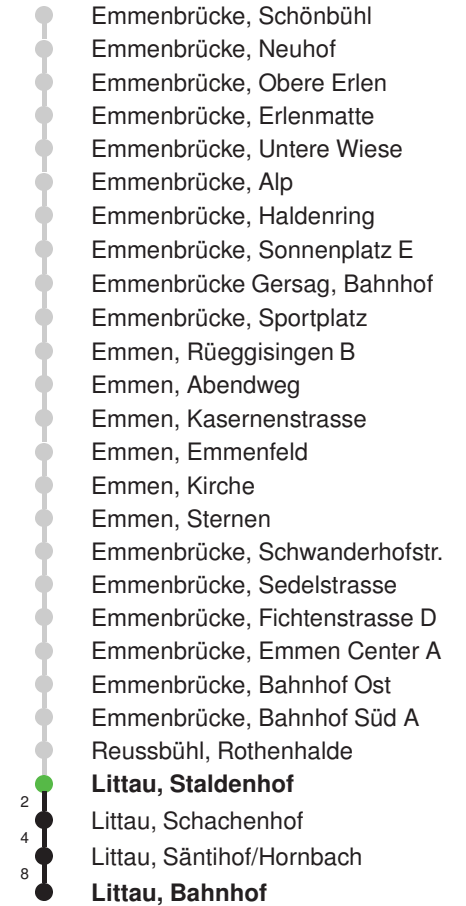 Emmenbrücke, Schönbühl
Emmenbrücke, Neuhof
Emmenbrücke, Obere Erlen
Emmenbrücke, Erlenmatte
Emmenbrücke, Untere Wiese
Emmenbrücke, Alp
Emmenbrücke, Haldenring
Emmenbrücke, Sonnenplatz E
Emmenbrücke Gersag, Bahnhof
Emmenbrücke, Sportplatz
Emmen, Rüeggisingen B
Emmen, Abendweg
Emmen, Kasernenstrasse
Emmen, Emmenfeld
Emmen, Kirche
Emmen, Sternen
Emmenbrücke, Schwanderhofstr.
Emmenbrücke, Sedelstrasse
Emmenbrücke, Fichtenstrasse D
Emmenbrücke, Emmen Center A
Emmenbrücke, Bahnhof Ost
Emmenbrücke, Bahnhof Süd A
Reussbühl, Rothenhalde
Littau, Staldenhof
2
Littau, Schachenhof
4
Littau, Säntihof/Hornbach
8
Littau, Bahnhof